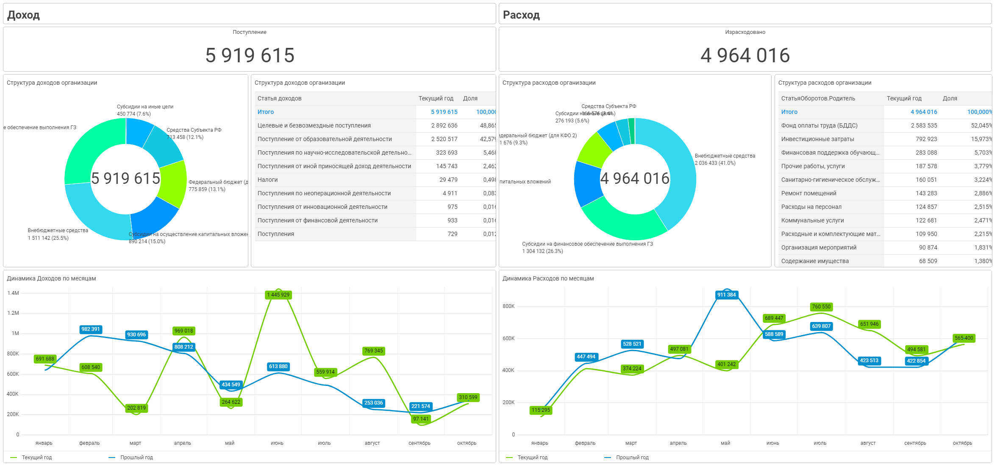 Доход
Поступление
5 919 615
Структура доходов организации
Субсидии на иные цели
450 774 (7.6%)
Средства Субъекта РФ
713 458 (12.1%)
е обеспечение выполнения ГЗ
5 919 615
Федеральный бюджет (д
775 859 (13.1%)
Внебюджетные средства
1 511 142 (25.5%)
Субсидии на осуществление капитальных вложен
890 214 (15.0%)
Структура доходов организации
Статья доходов Текущий год Доля
Итого 5 919 615 100,000
Целевые и безвозмездные поступления 2 892 636 48,865
Поступление от образовательной деятельности 2 520 517 42,579
Поступления по научно-исследовательской детельно... 323 693 5,468
Поступления от иной приносящей доход деятельности 145 743 2,462
Налоги 29 479 0,498
Поступления по неоперационной деятельности 4 911 0,083
Поступления от инновационной деятельности 975 0,016
Поступления от финансовой деятельности 933 0,016
Поступления 729 0,012
Динамика Доходов по месяцам
1.4M
1.2M
1M
800K
600K
400K
200K
0
691 688
982 391
608 540
930 696
202 819
969 018
808 212
434 549
264 622
1 445 929
613 880
559 914
769 345
253 036
221 574
97 141
310 599
январь февраль март апрель май июнь июль август сентябрь октябрь
Текущий год Прошлый год
Расход
Израсходовано
4 964 016
Структура расходов организации
Средства Субъекта РФ
166 576 (3.4%)
Субсидии на иные цели
276 193 (5.6%)
едеральный бюджет (для КФО 2)
1 676 (9.3%)
Внебюджетные средства
2 036 433 (41.0%)
питальных вложений
4 964 016
Субсидии на финансовое обеспечение выполнения ГЗ
1 304 132 (26.3%)
Структура расходов организации
СтатьяОборотов.Родитель Текущий год Доля
Итого 4 964 016 100,000%
Фонд оплаты труда (БДДС) 2 583 535 52,045%
Инвестиционные затраты 792 923 15,973%
Финансовая поддержка обучающ... 283 088 5,703%
Прочие работы, услуги 187 578 3,779%
Санитарно-гигиеническое обслуж... 160 051 3,224%
Ремонт помещений 143 283 2,886%
Расходы на персонал 124 857 2,515%
Коммунальные услуги 122 681 2,471%
Расходные и комплектующие мат... 109 950 2,215%
Организация мероприятий 90 874 1,831%
Содержание имущества 68 509 1,380%
Динамика Расходов по месяцам
800K
600K
400K
200K
0
115 295
447 494
528 521
374 224
497 081
911 384
401 242
689 447
588 589
760 550
639 807
651 946
423 513
494 581
422 854
565 400
январь февраль март апрель май июнь июль август сентябрь октябрь
Текущий год Прошлый год